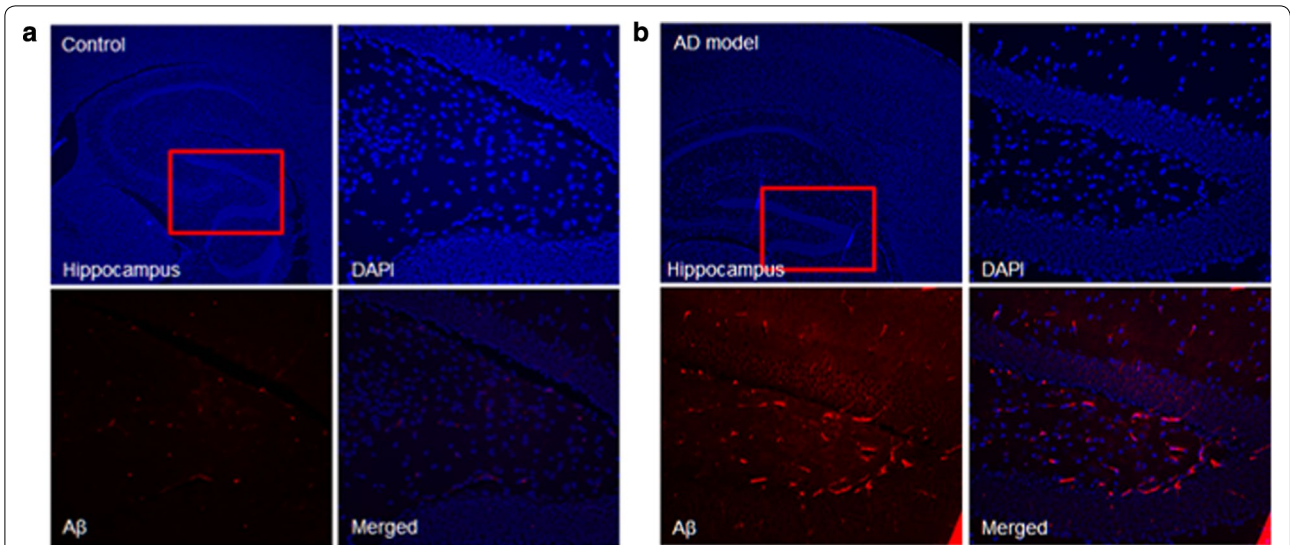 a
Control
Hippocampus
DAPI
Aβ
Merged
b
AD model
Hippocampus
DAPI
Aβ
Merged